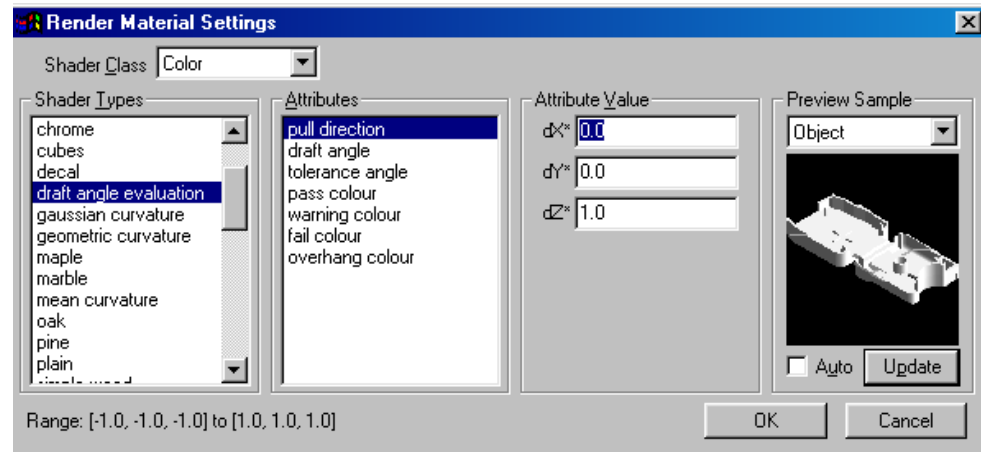 Render Material Settings
Shader Class Color
Shader Types
chrome
cubes
decal
draft angle evaluation
gaussian curvature
geometric curvature
maple
marble
mean curvature
oak
pine
plain
Attributes
pull direction
draft angle
tolerance angle
pass colour
warning colour
fail colour
overhang colour
Attribute Value
dX* 0.0
dY* 0.0
dZ* 1.0
Preview Sample
Object
Auto Update
Range: [-1.0, -1.0, -1.0] to [1.0, 1.0, 1.0]
OK Cancel